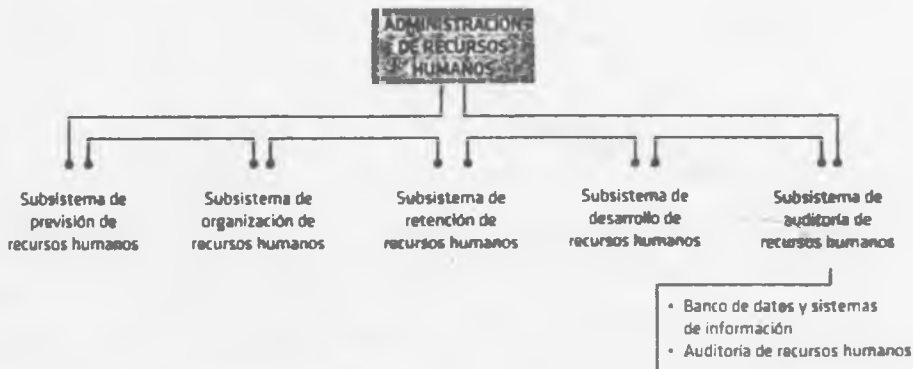 ADMINISTRACIÓN
DE RECURSOS
HUMANOS
Subsistema de
previsión de
recursos humanos
Subsistema de
organización de
recursos humanos
Subsistema de
retención de
recursos humanos
Subsistema de
desarrollo de
recursos humanos
Subsistema de
auditoría de
recursos humanos
• Banco de datos y sistemas
de información
• Auditoría de recursos humanos